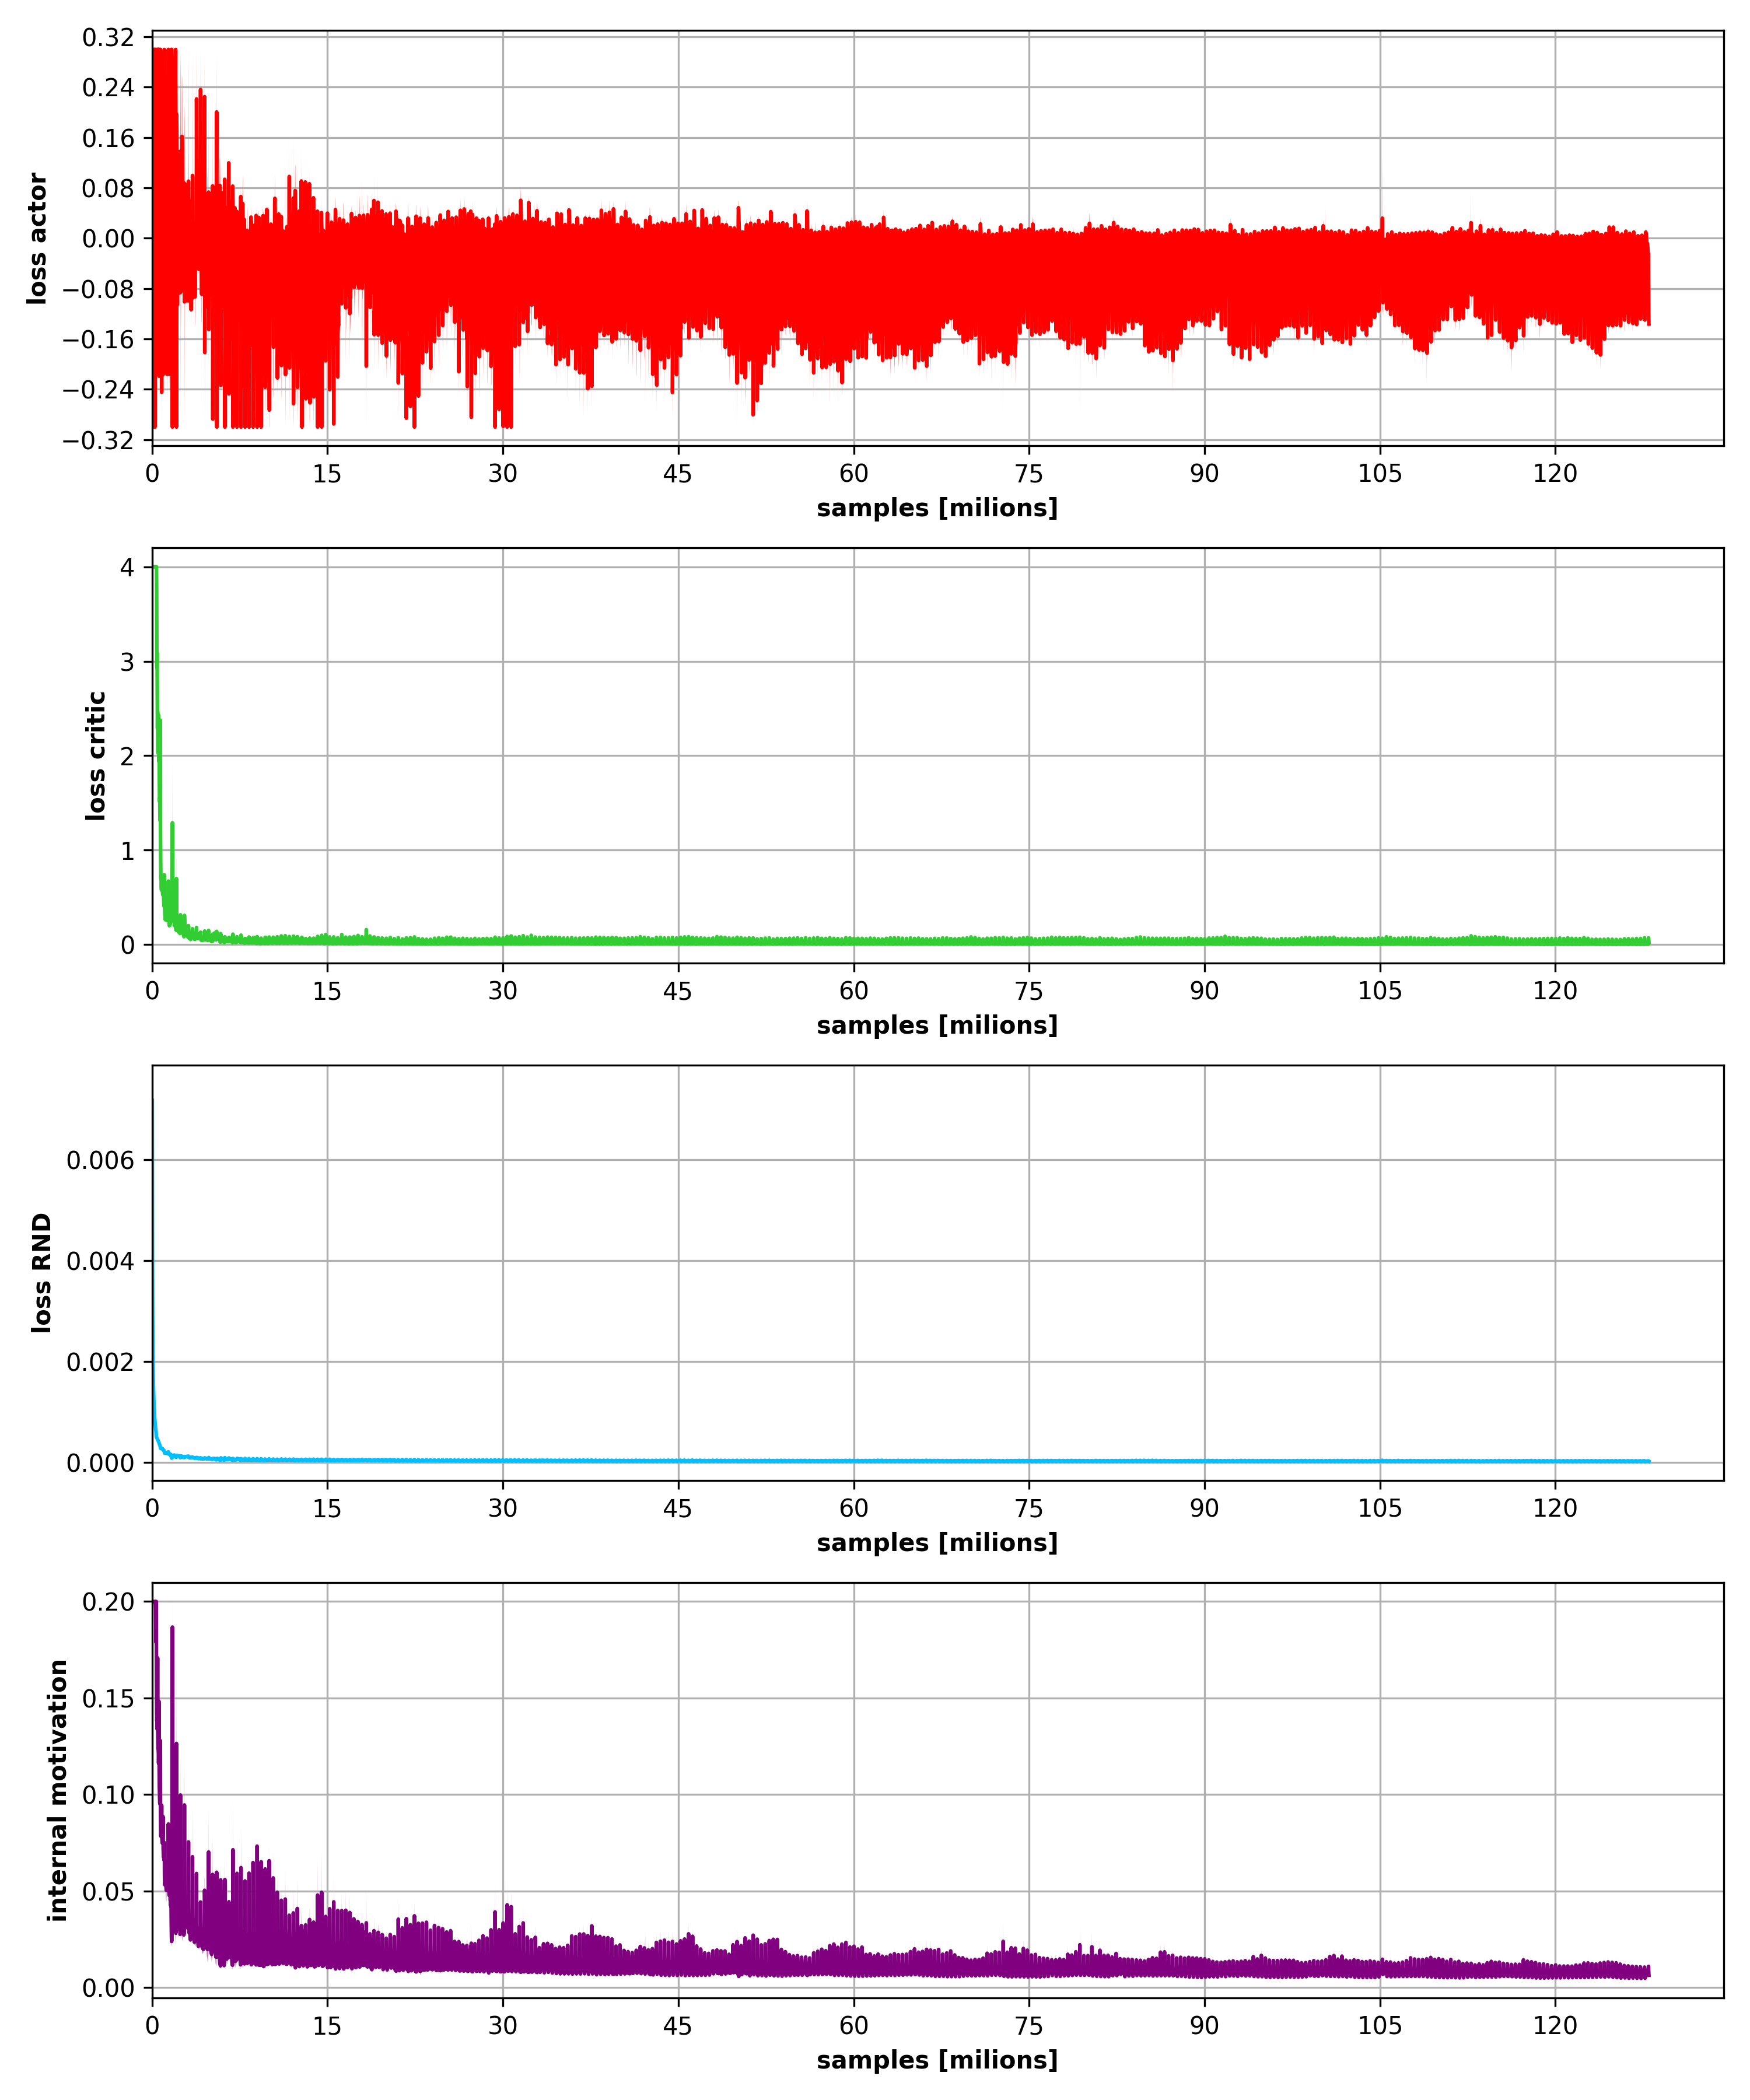 0.32
0.24
0.16
0.08
0.00
−0.08
−0.16
−0.24
−0.32
loss actor
0 15 30 45 60 75 90 105 120
samples [milions]
4
3
2
1
0
loss critic
0 15 30 45 60 75 90 105 120
samples [milions]
0.006
0.004
0.002
0.000
loss RND
0 15 30 45 60 75 90 105 120
samples [milions]
0.20
0.15
0.10
0.05
0.00
internal motivation
0 15 30 45 60 75 90 105 120
samples [milions]